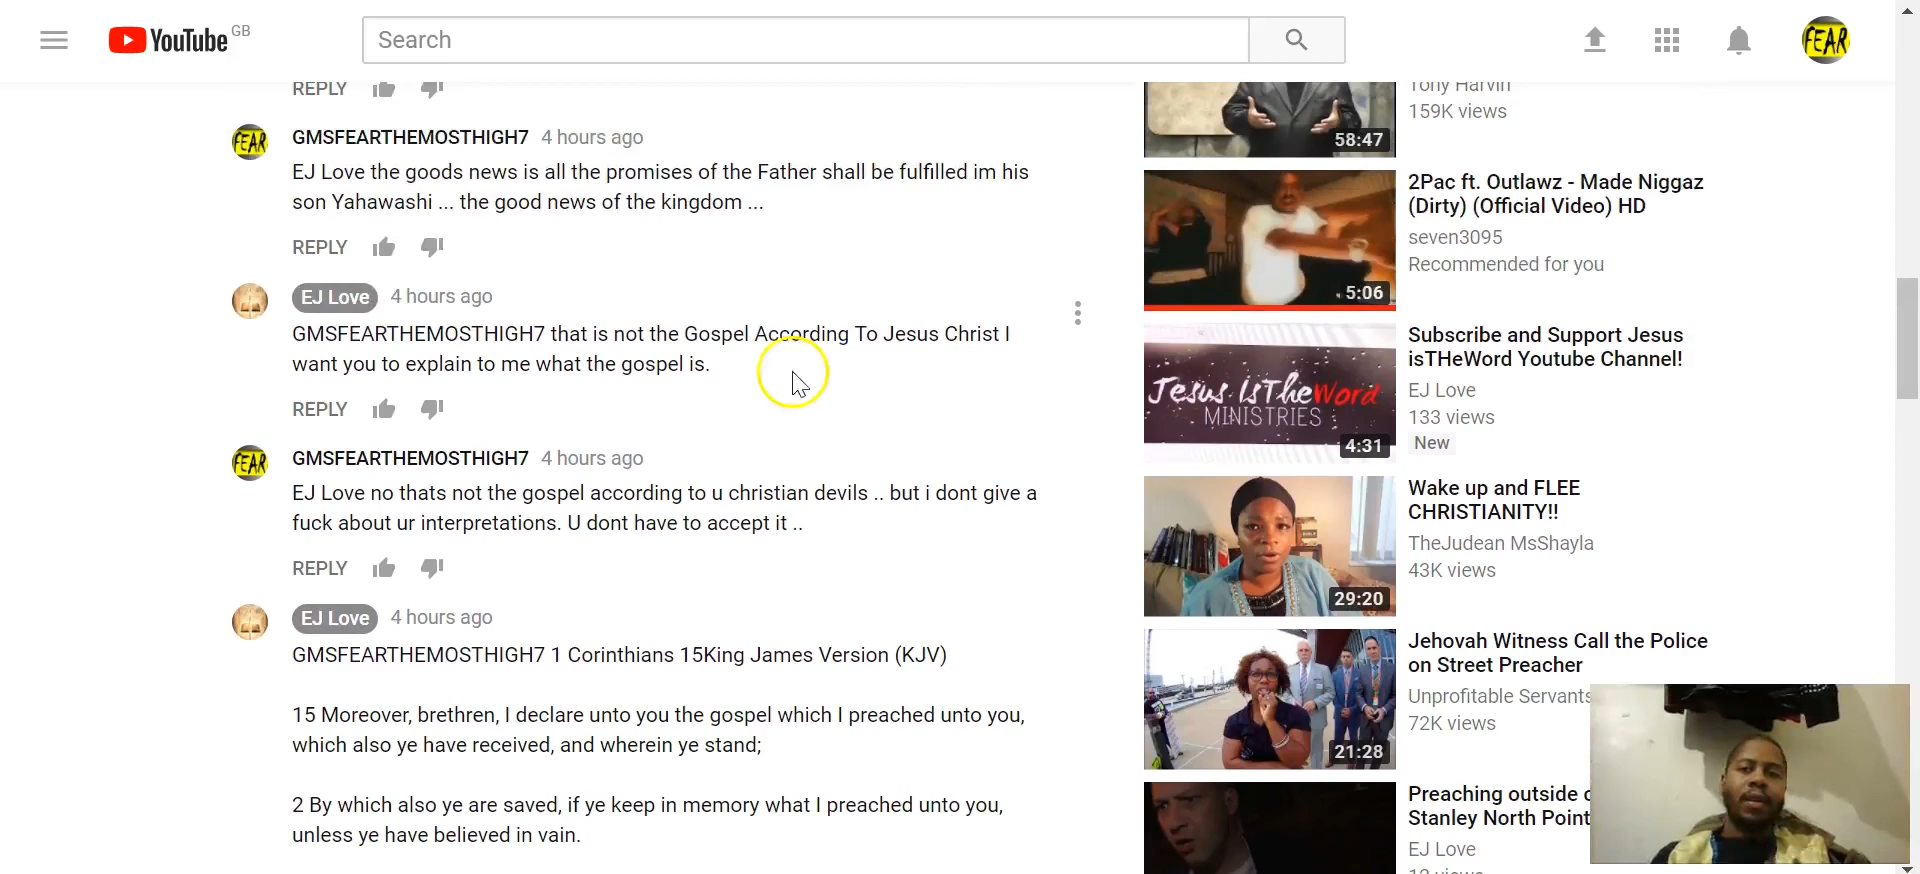 YouTube GB
Search
FEAR
REPLY
GMSFEARTHEMOSTHIGH7 4 hours ago
FEAR
EJ Love the goods news is all the promises of the Father shall be fulfilled im his
son Yahawashi ... the good news of the kingdom ...
REPLY
EJ Love 4 hours ago
GMSFEARTHEMOSTHIGH7 that is not the Gospel According To Jesus Christ I
want you to explain to me what the gospel is.
REPLY
GMSFEARTHEMOSTHIGH7 4 hours ago
FEAR
EJ Love no thats not the gospel according to u christian devils .. but i dont give a
fuck about ur interpretations. U dont have to accept it ..
REPLY
EJ Love 4 hours ago
GMSFEARTHEMOSTHIGH7 1 Corinthians 15King James Version (KJV)
15 Moreover, brethren, I declare unto you the gospel which I preached unto you,
which also ye have received, and wherein ye stand;
2 By which also ye are saved, if ye keep in memory what I preached unto you,
unless ye have believed in vain.
Tony Harvin
159K views
58:47
2Pac ft. Outlawz - Made Niggaz
(Dirty) (Official Video) HD
seven3095
Recommended for you
5:06
Subscribe and Support Jesus
isTHeWord Youtube Channel!
EJ Love
133 views
New
Jesus IsTheWord
MINISTRIES
4:31
Wake up and FLEE
CHRISTIANITY!!
TheJudean MsShayla
43K views
29:20
Jehovah Witness Call the Police
on Street Preacher
Unprofitable Servants
72K views
21:28
Preaching outside
Stanley North Point
EJ Love